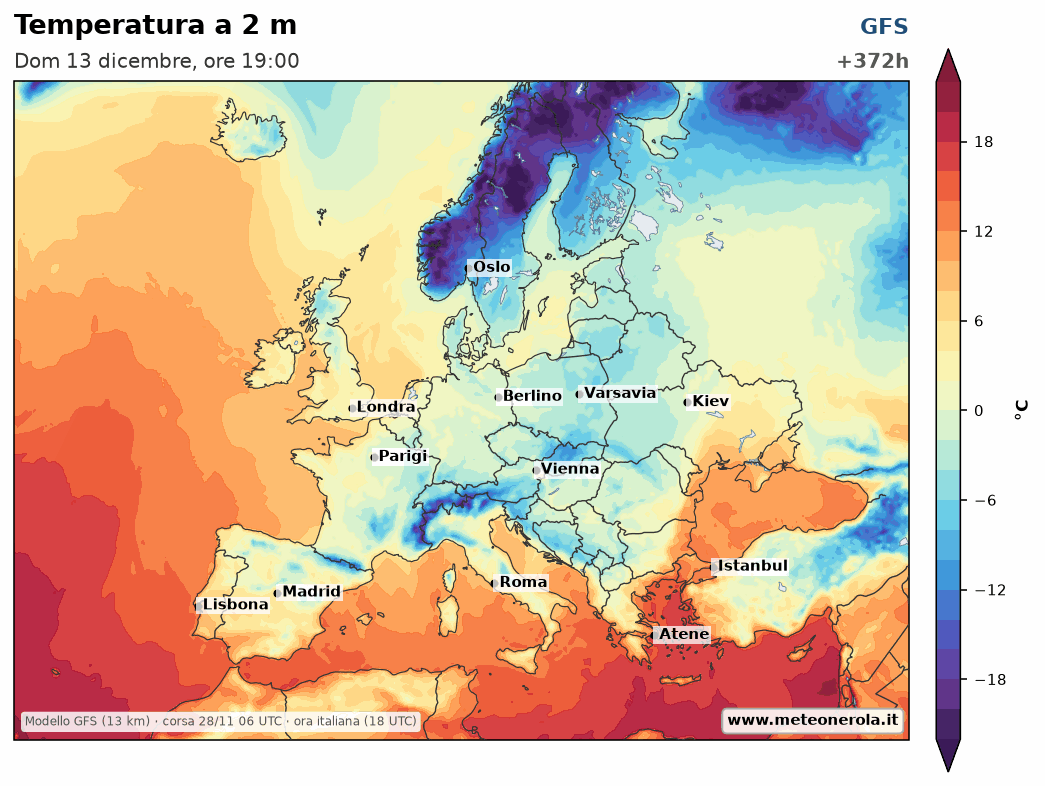 Temperatura a 2 m
GFS
Dom 13 dicembre, ore 19:00
+372h
Oslo
Berlino
Varsavia
Kiev
Londra
Parigi
Vienna
Istanbul
Roma
Madrid
Lisbona
Atene
Modello GFS (13 km) · corsa 28/11 06 UTC · ora italiana (18 UTC)
www.meteonerola.it
18
12
6
0
−6
−12
−18
°C